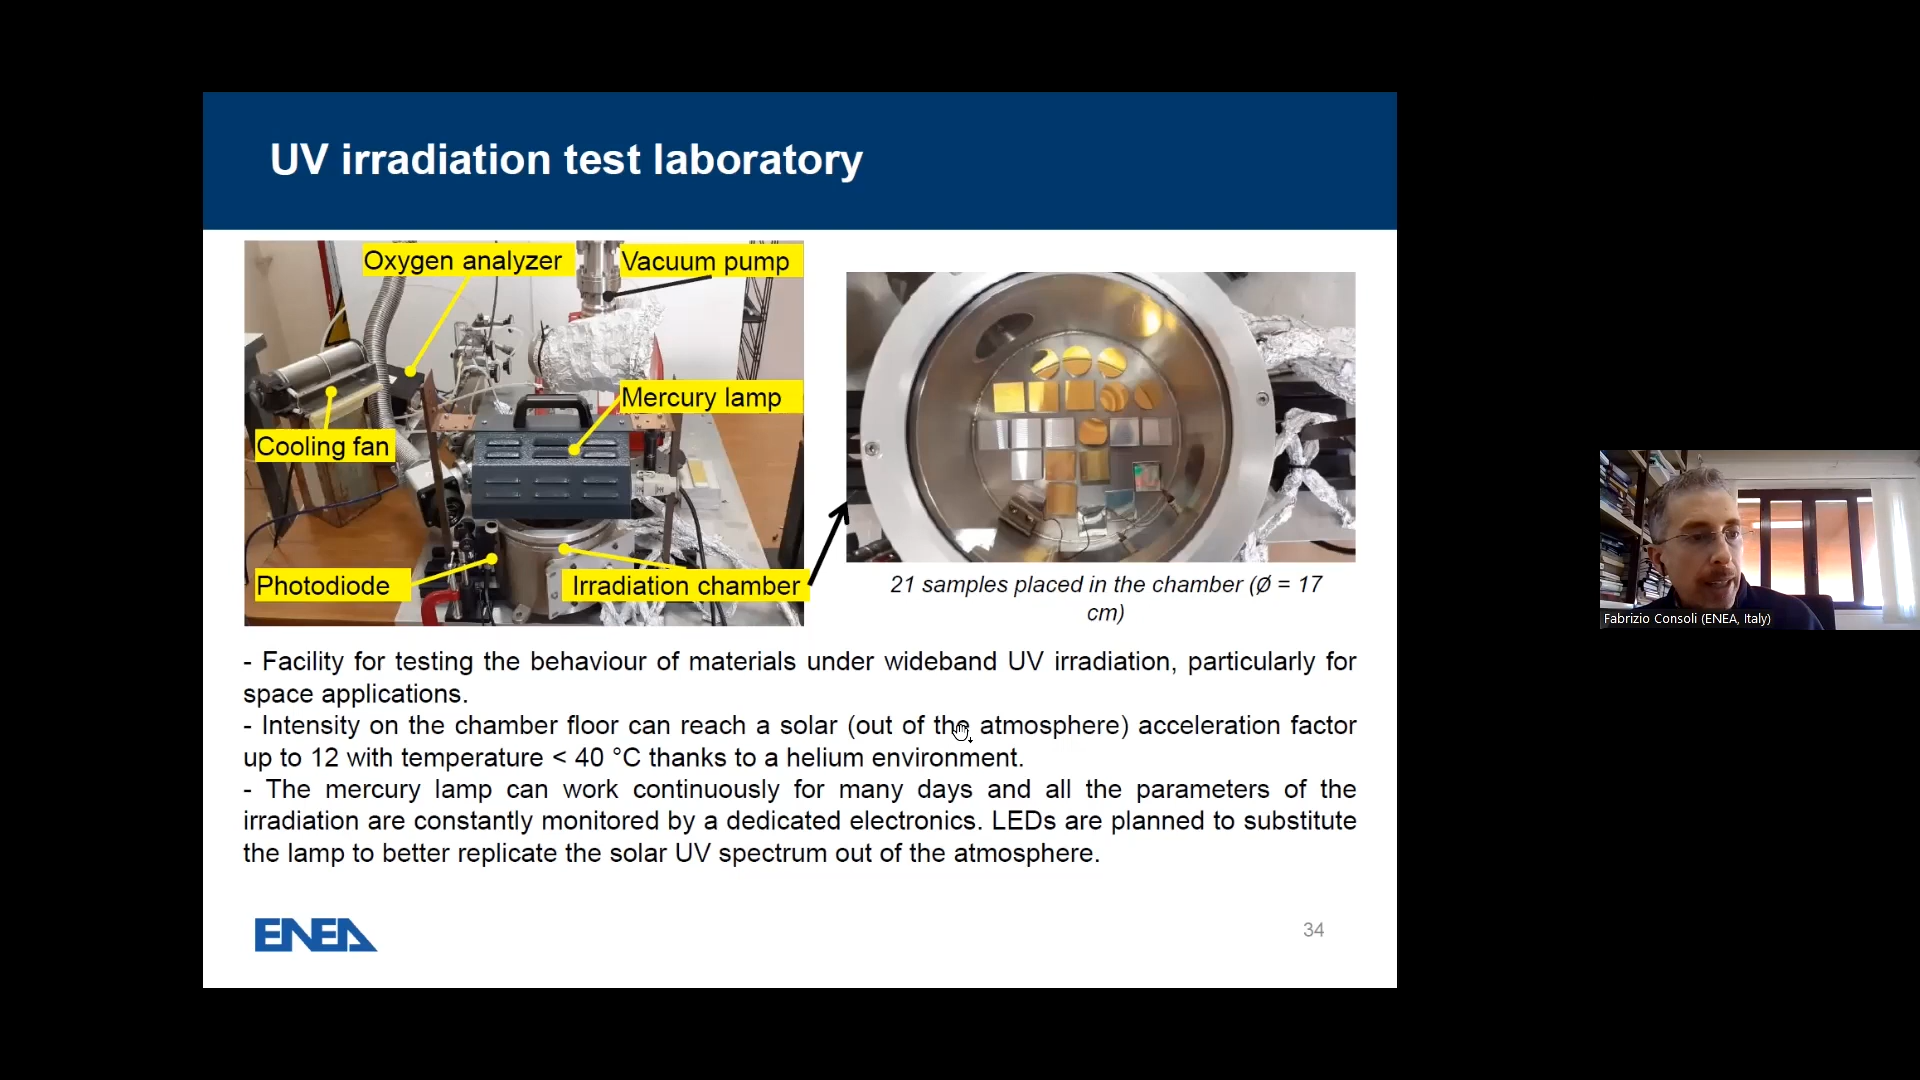 UV irradiation test laboratory
Oxygen analyzer
Vacuum pump
Mercury lamp
Cooling fan
Photodiode
Irradiation chamber
21 samples placed in the chamber (Ø = 17
cm)
- Facility for testing the behaviour of materials under wideband UV irradiation, particularly for
space applications.
- Intensity on the chamber floor can reach a solar (out of the atmosphere) acceleration factor
up to 12 with temperature < 40 °C thanks to a helium environment.
- The mercury lamp can work continuously for many days and all the parameters of the
irradiation are constantly monitored by a dedicated electronics. LEDs are planned to substitute
the lamp to better replicate the solar UV spectrum out of the atmosphere.
ENEA
34
Fabrizio Consoli (ENEA, Italy)